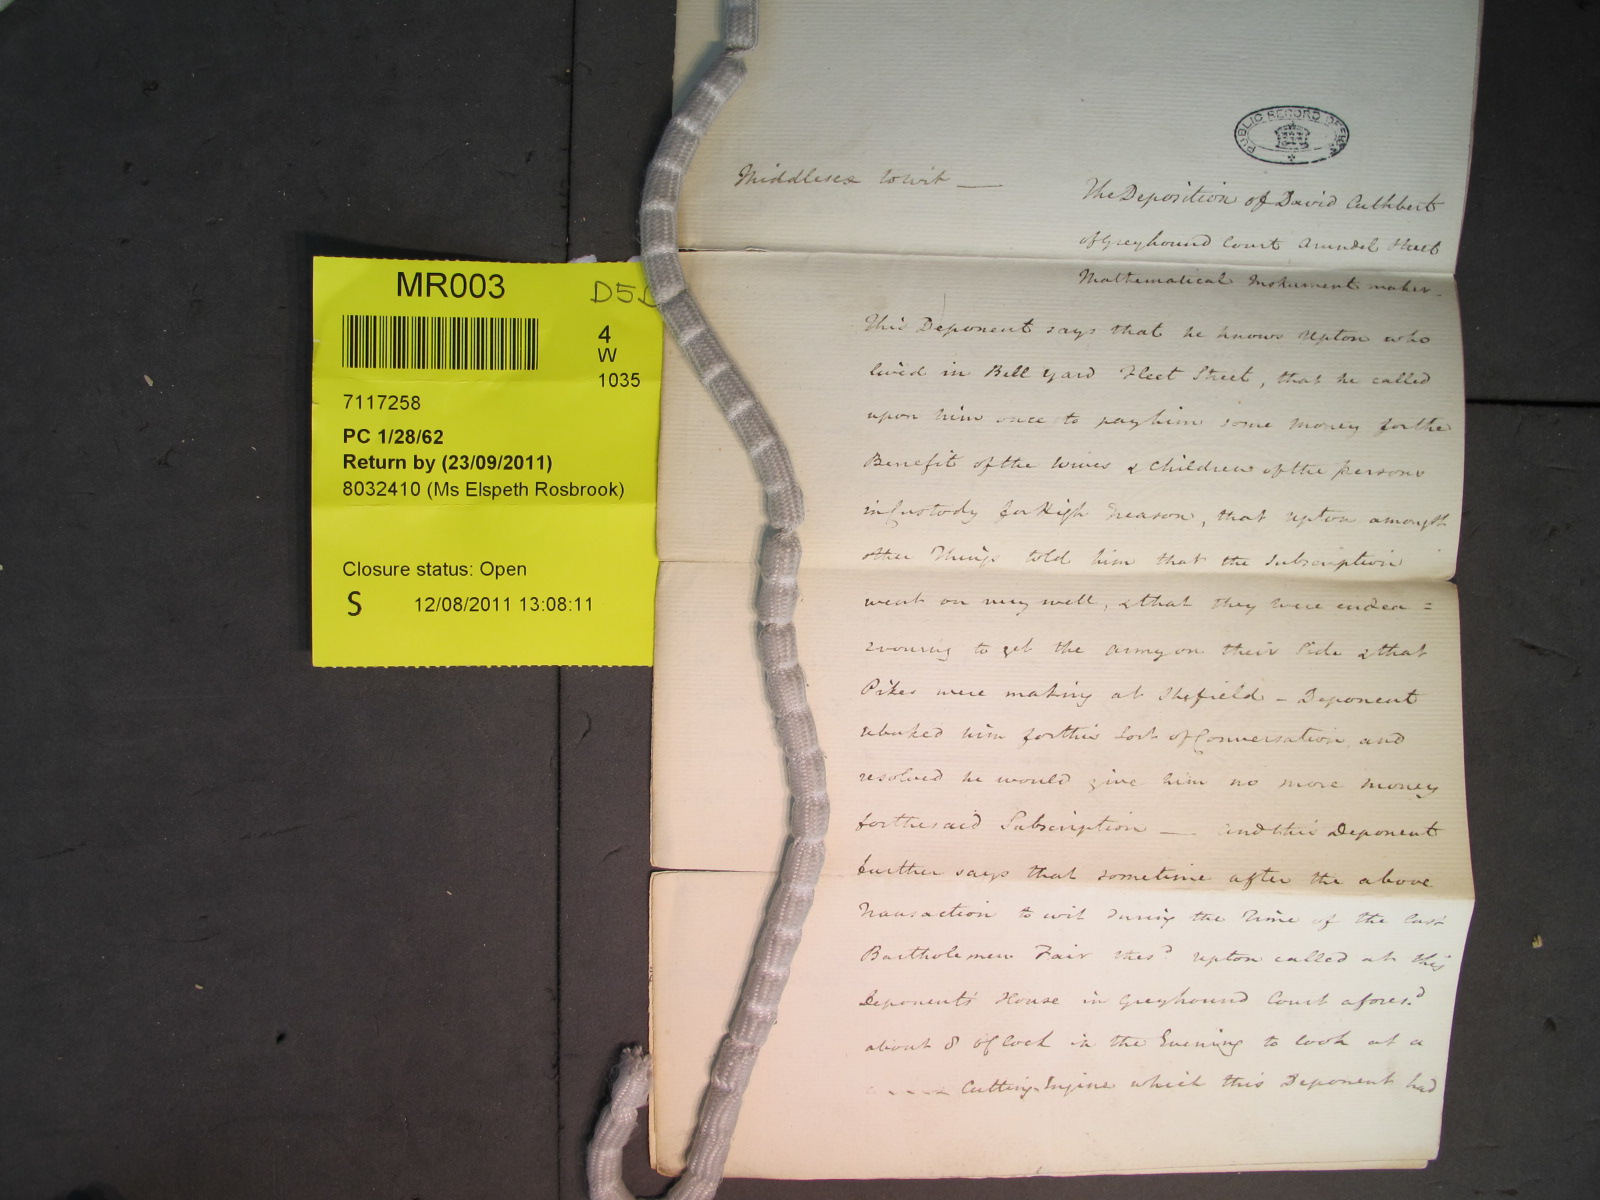 PUBLIC RECORD OFFICE
Middlesex to wit —
The Deposition of David Cuthbert
of Greyhound Court Arundel Street
Mathematical Instrument maker.
This Deponent says that he knows Upton who
lived in Bell Yard Fleet Street, that he called
upon him once to pay him some money for the
Benefit of the Wives & Children of the persons
in Custody for High Treason, that Upton amongst
other Things told him that the Subscription
went on very well, & that they were endea =
=vouring to get the army on their Side & that
Pikes were making at Sheffield – Deponent
rebuked him for this Sort of Conversation and
resolved he would give him no more money
for the said Subscription — and this Deponent
further says that sometime after the above
Transaction to wit during the Time of the last
Bartholemew Fair the sd Upton called at this
Deponent's House in Greyhound Court aforesd
about 8 o'Clock in the Evening to look at a
Cutting Engine which this Deponent had
MR003
D5D
4
W
1035
7117258
PC 1/28/62
Return by (23/09/2011)
8032410 (Ms Elspeth Rosbrook)
Closure status: Open
S 12/08/2011 13:08:11